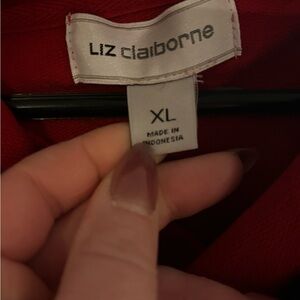 LIZ claiborne
XL
MADE IN
INDONESIA